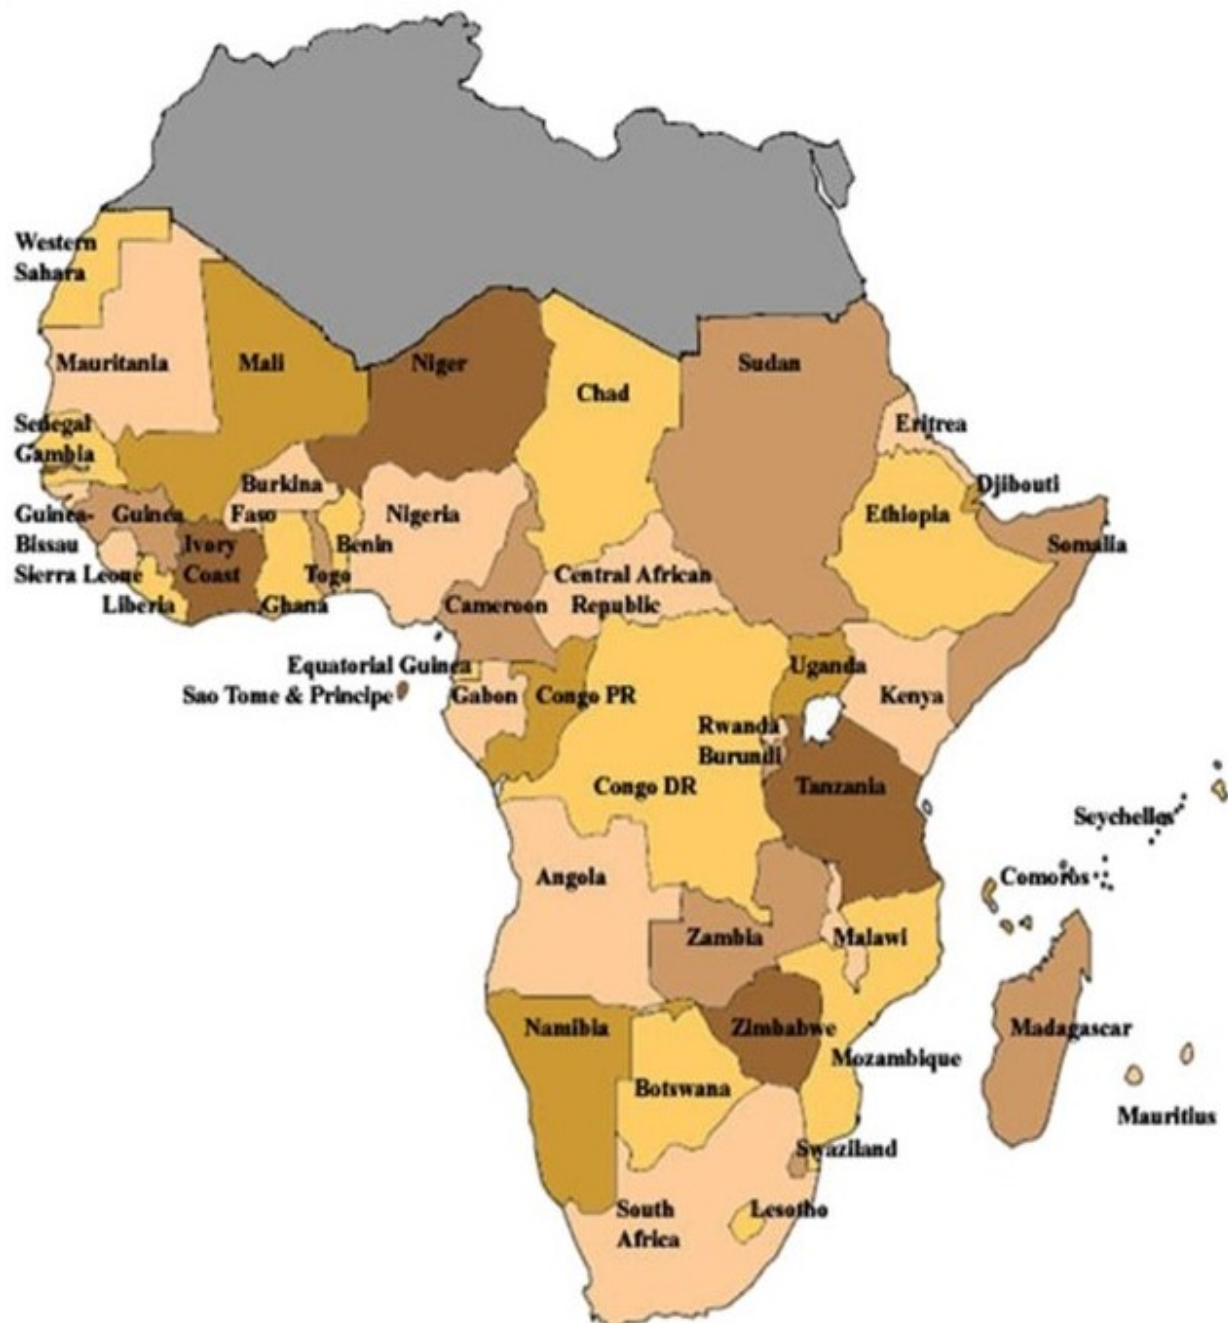 Western
Sahara
Mauritania
Mali
Niger
Chad
Sudan
Eritrea
Senegal
Gambia
Djibouti
Burkina
Faso
Guinea-
Bissau
Guinea
Nigeria
Ethiopia
Ivory
Coast
Benin
Somalia
Sierra Leone
Togo
Central African
Republic
Liberia
Ghana
Cameroon
Equatorial Guinea
Uganda
Sao Tome & Principe
Gabon
Congo PR
Kenya
Rwanda
Burundi
Congo DR
Tanzania
Seychelles
Angola
Comoros
Zambia
Malawi
Namibia
Zimbabwe
Madagascar
Mozambique
Botswana
Mauritius
Swaziland
South
Africa
Lesotho